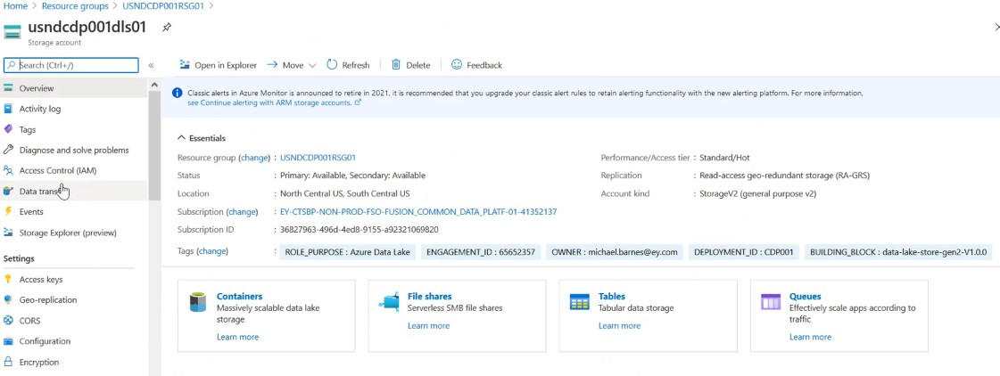 Home > Resource groups > USNDCDP001RSG01 >
usndcdp001dls01
Storage account
Search (Ctrl+/)
«
Open in Explorer
Move
Refresh
Delete
Feedback
Overview
Activity log
Tags
Diagnose and solve problems
Access Control (IAM)
Data trans
Events
Storage Explorer (preview)
Settings
Access keys
Geo-replication
CORS
Configuration
Encryption
Classic alerts in Azure Monitor is announced to retire in 2021, it is recommended that you upgrade your classic alert rules to retain alerting functionality with the new alerting platform. For more information,
see Continue alerting with ARM storage accounts.
Essentials
Resource group (change) : USNDCDP001RSG01
Status : Primary: Available, Secondary: Available
Location : North Central US, South Central US
Subscription (change) : EY-CTSBP-NON-PROD-FSO-FUSION_COMMON_DATA_PLATF-01-41352137
Subscription ID : 36827963-496d-4ed8-9155-a92321069820
Performance/Access tier : Standard/Hot
Replication : Read-access geo-redundant storage (RA-GRS)
Account kind : StorageV2 (general purpose v2)
Tags (change) : ROLE_PURPOSE : Azure Data Lake ENGAGEMENT_ID : 65652357 OWNER : michael.barnes@ey.com DEPLOYMENT_ID : CDP001 BUILDING_BLOCK : data-lake-store-gen2-V1.0.0
Containers
Massively scalable data lake
storage
Learn more
File shares
Serverless SMB file shares
Learn more
Tables
Tabular data storage
Learn more
Queues
Effectively scale apps according to
traffic
Learn more